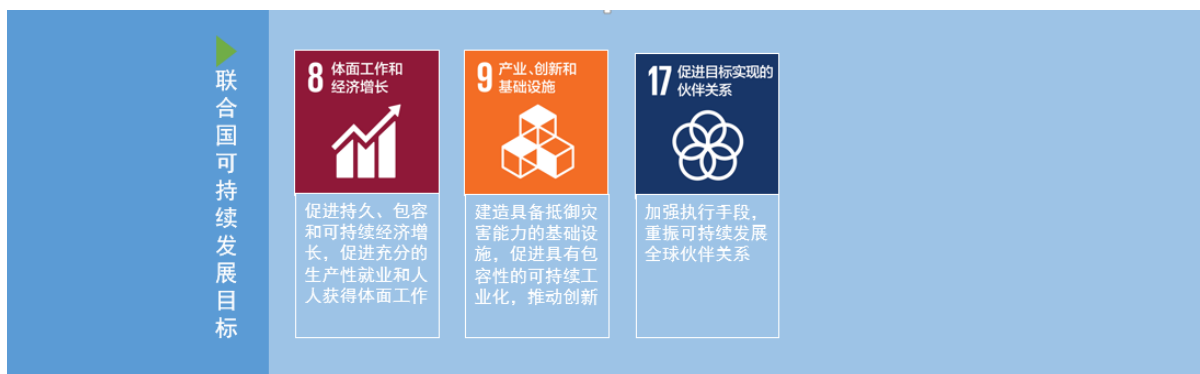 联合国可持续发展目标
8 体面工作和
经济增长
促进持久、包容
和可持续经济增
长，促进充分的
生产性就业和人
人获得体面工作
9 产业、创新和
基础设施
建造具备抵御灾
害能力的基础设
施，促进具有包
容性的可持续工
业化，推动创新
17 促进目标实现的
伙伴关系
加强执行手段，
重振可持续发展
全球伙伴关系